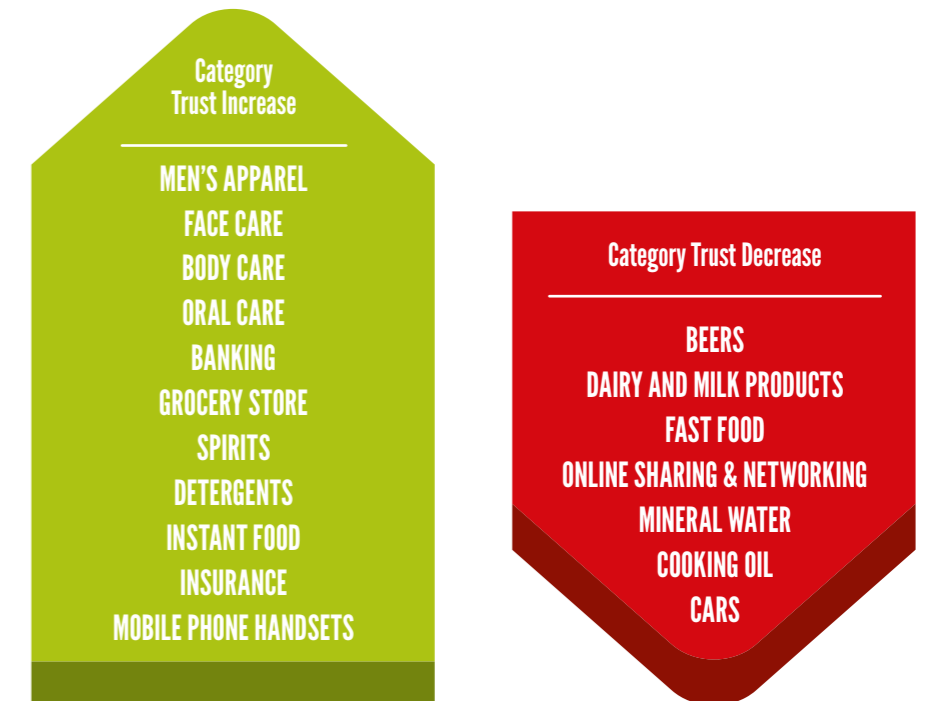 Category
Trust Increase
MEN'S APPAREL
FACE CARE
BODY CARE
ORAL CARE
BANKING
GROCERY STORE
SPIRITS
DETERGENTS
INSTANT FOOD
INSURANCE
MOBILE PHONE HANDSETS
Category Trust Decrease
BEERS
DAIRY AND MILK PRODUCTS
FAST FOOD
ONLINE SHARING & NETWORKING
MINERAL WATER
COOKING OIL
CARS